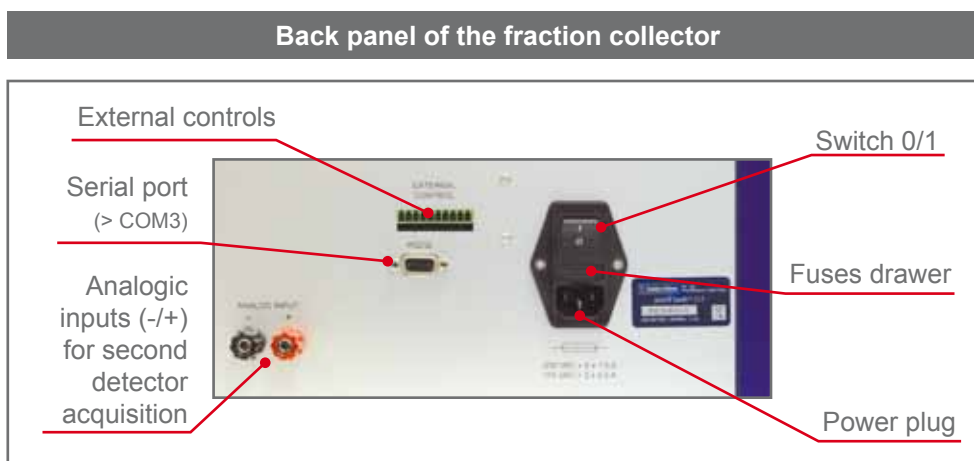 Back panel of the fraction collector
External controls
Switch 0/1
Serial port
(> COM3)
Fuses drawer
Analogic
inputs (-/+)
for second
detector
acquisition
Power plug
EXTERNAL
CONTROL
ANALOG INPUT
- +